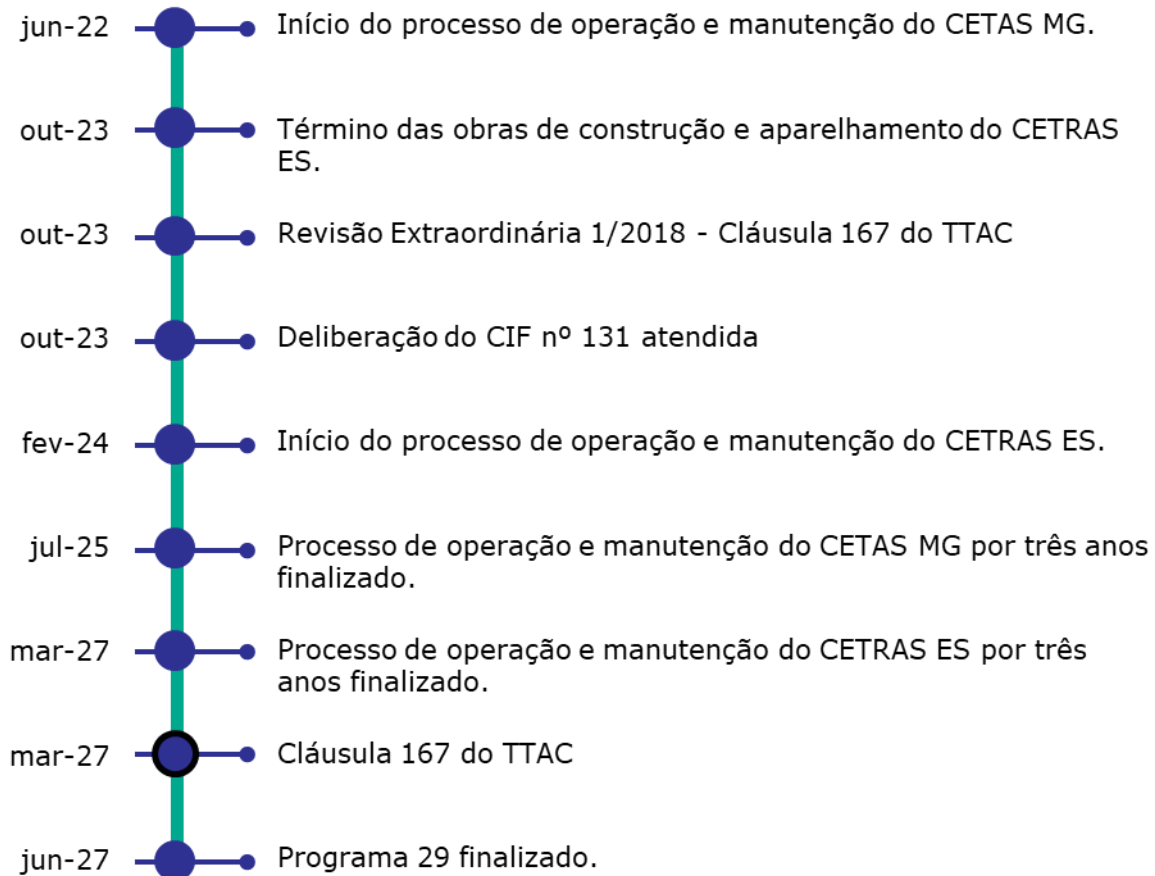 jun-22 Início do processo de operação e manutenção do CETAS MG.
out-23 Término das obras de construção e aparelhamento do CETRAS
ES.
out-23 Revisão Extraordinária 1/2018 - Cláusula 167 do TTAC
out-23 Deliberação do CIF nº 131 atendida
fev-24 Início do processo de operação e manutenção do CETRAS ES.
jul-25 Processo de operação e manutenção do CETAS MG por três anos
finalizado.
mar-27 Processo de operação e manutenção do CETRAS ES por três
anos finalizado.
mar-27 Cláusula 167 do TTAC
jun-27 Programa 29 finalizado.